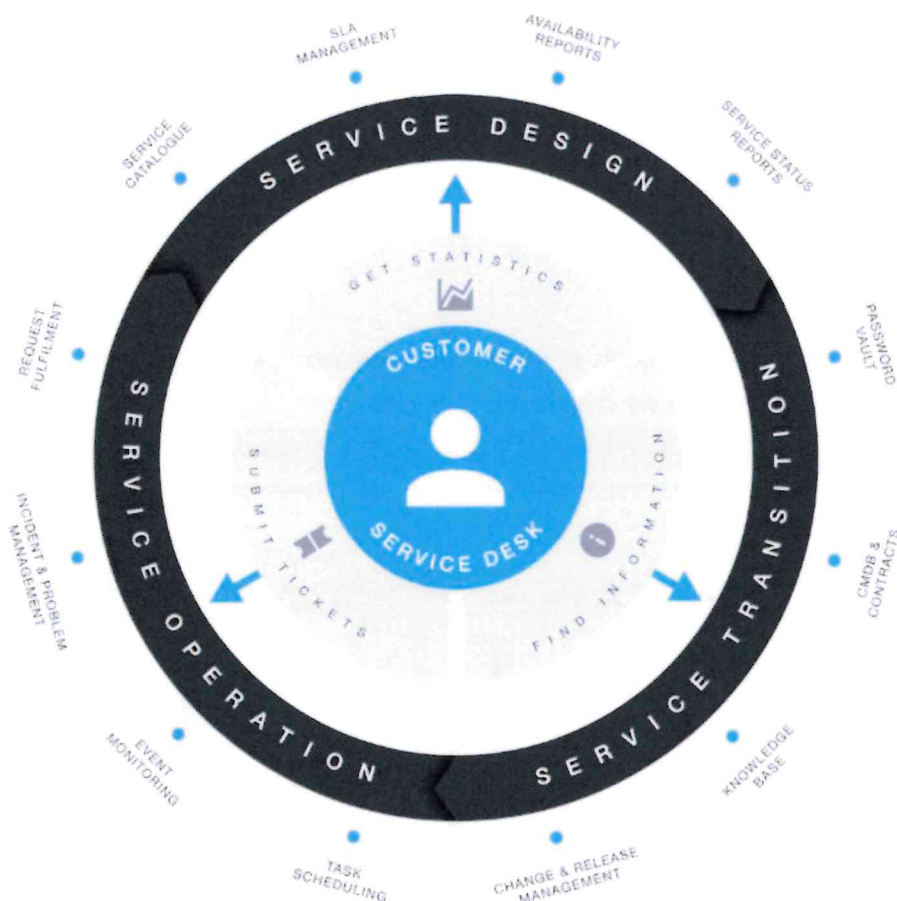 SLA
MANAGEMENT
AVAILABILITY
REPORTS
SERVICE
CATALOGUE
SERVICE STATUS
REPORTS
SERVICE DESIGN
GET STATISTICS
REQUEST
FULFILMENT
PASSWORD
VAULT
CUSTOMER
SERVICE DESK
SERVICE OPERATION
SUBMIT TICKETS
FIND INFORMATION
SERVICE TRANSITION
INCIDENT & PROBLEM
MANAGEMENT
CMDB &
CONTRACTS
EVENT
MONITORING
KNOWLEDGE
BASE
TASK
SCHEDULING
CHANGE & RELEASE
MANAGEMENT